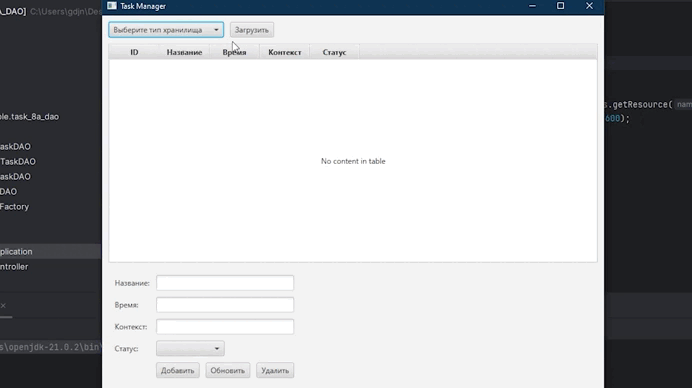 Task Manager
A_DAO] C:\Users\gdjn\De
Выберите тип хранилища
Загрузить
ID Название Время Контекст Статус
s.getResource( nam
600);
ple.task_8a_dao
askDAO
TaskDAO
askDAO
DAO
Factory
No content in table
plication
ntroller
Название:
Время:
Контекст:
Статус:
s\openjdk-21.0.2\bin\
Добавить Обновить Удалить